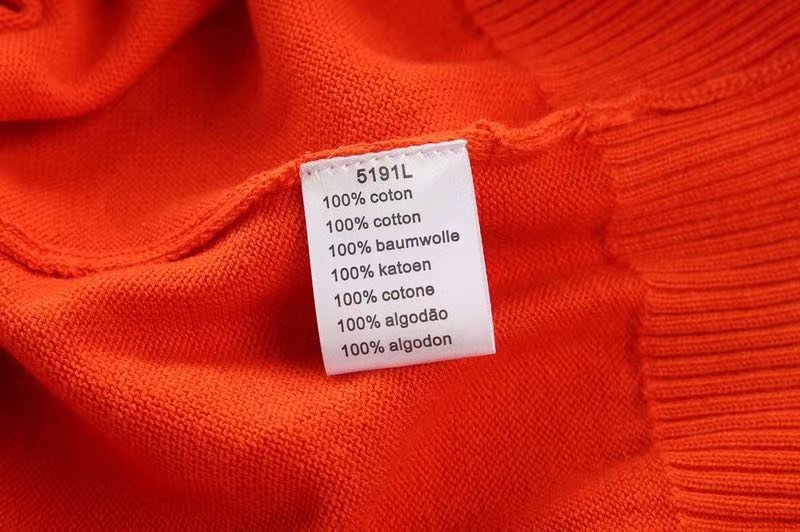 5191L
100% coton
100% cotton
100% baumwolle
100% katoen
100% cotone
100% algodão
100% algodon